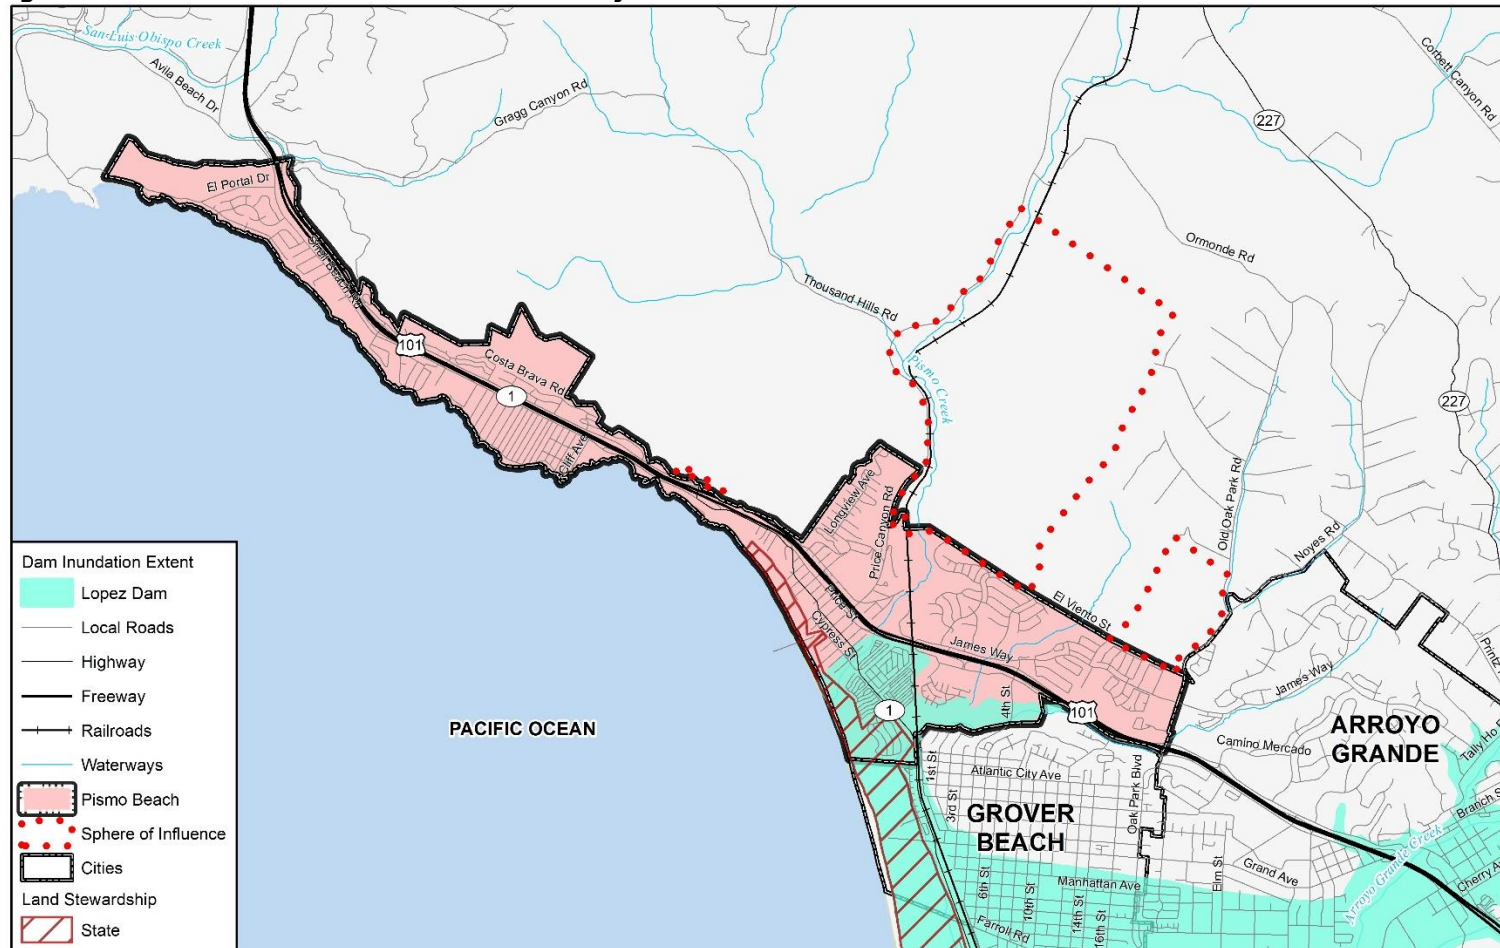 San Luis Obispo Creek
Avila Beach Dr
Gragg Canyon Rd
Corbett Canyon Rd
227
El Portal Dr
Ormonde Rd
Shell Beach Rd
Thousand Hills Rd
101
Costa Brava Rd
Pismo Creek
1
227
Cliff Ave
Longview Ave
Price Canyon Rd
Old Oak Park Rd
Noyes Rd
El Viento St
Price St
Cypress St
James Way
James Way
Printz
4th St
1
101
PACIFIC OCEAN
ARROYO
GRANDE
Camino Mercado
Tally Ho
1st St
Atlantic City Ave
Oak Park Blvd
3rd St
GROVER
BEACH
Branch S
Arroyo Grande Creek
Elm St
Grand Ave
Cherry A
Manhattan Ave
6th St
10th St
14th St
16th St
Farroll Rd
Dam Inundation Extent
Lopez Dam
Local Roads
Highway
Freeway
Railroads
Waterways
Pismo Beach
Sphere of Influence
Cities
Land Stewardship
State